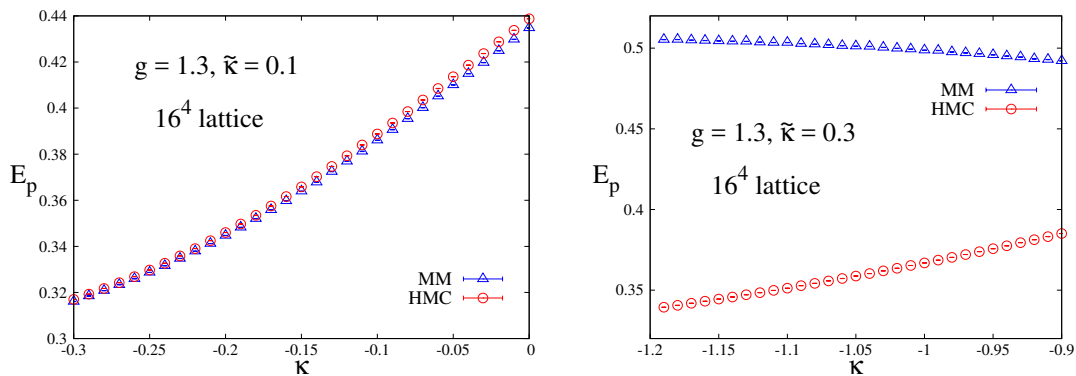 0.44
0.42
0.4
0.38
0.36
0.34
0.32
0.3
E_p
g = 1.3, κ̃ = 0.1
16⁴ lattice
MM
HMC
-0.3 -0.25 -0.2 -0.15 -0.1 -0.05 0
κ
0.5
0.45
0.4
0.35
E_p
MM
HMC
g = 1.3, κ̃ = 0.3
16⁴ lattice
-1.2 -1.15 -1.1 -1.05 -1 -0.95 -0.9
κ